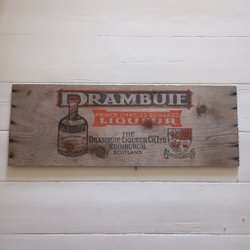 DRAMBUIE
PRINCE CHARLES EDWARD'S
LIQUEUR
THE
DRAMBUIE LIQUEUR CO. LTD
EDINBURGH,
SCOTLAND